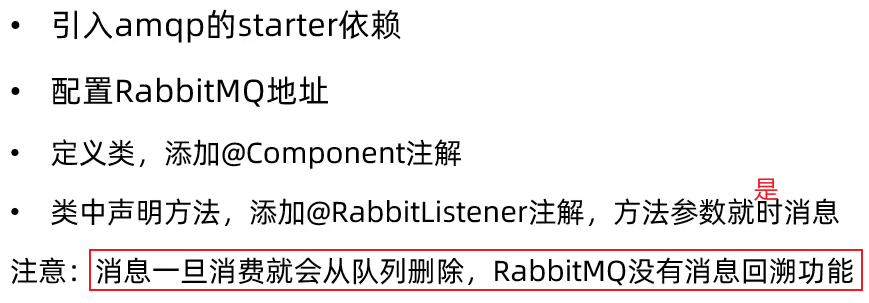 • 引入amqp的starter依赖
• 配置RabbitMQ地址
• 定义类，添加@Component注解
是
• 类中声明方法，添加@RabbitListener注解，方法参数就时消息
注意：消息一旦消费就会从队列删除，RabbitMQ没有消息回溯功能